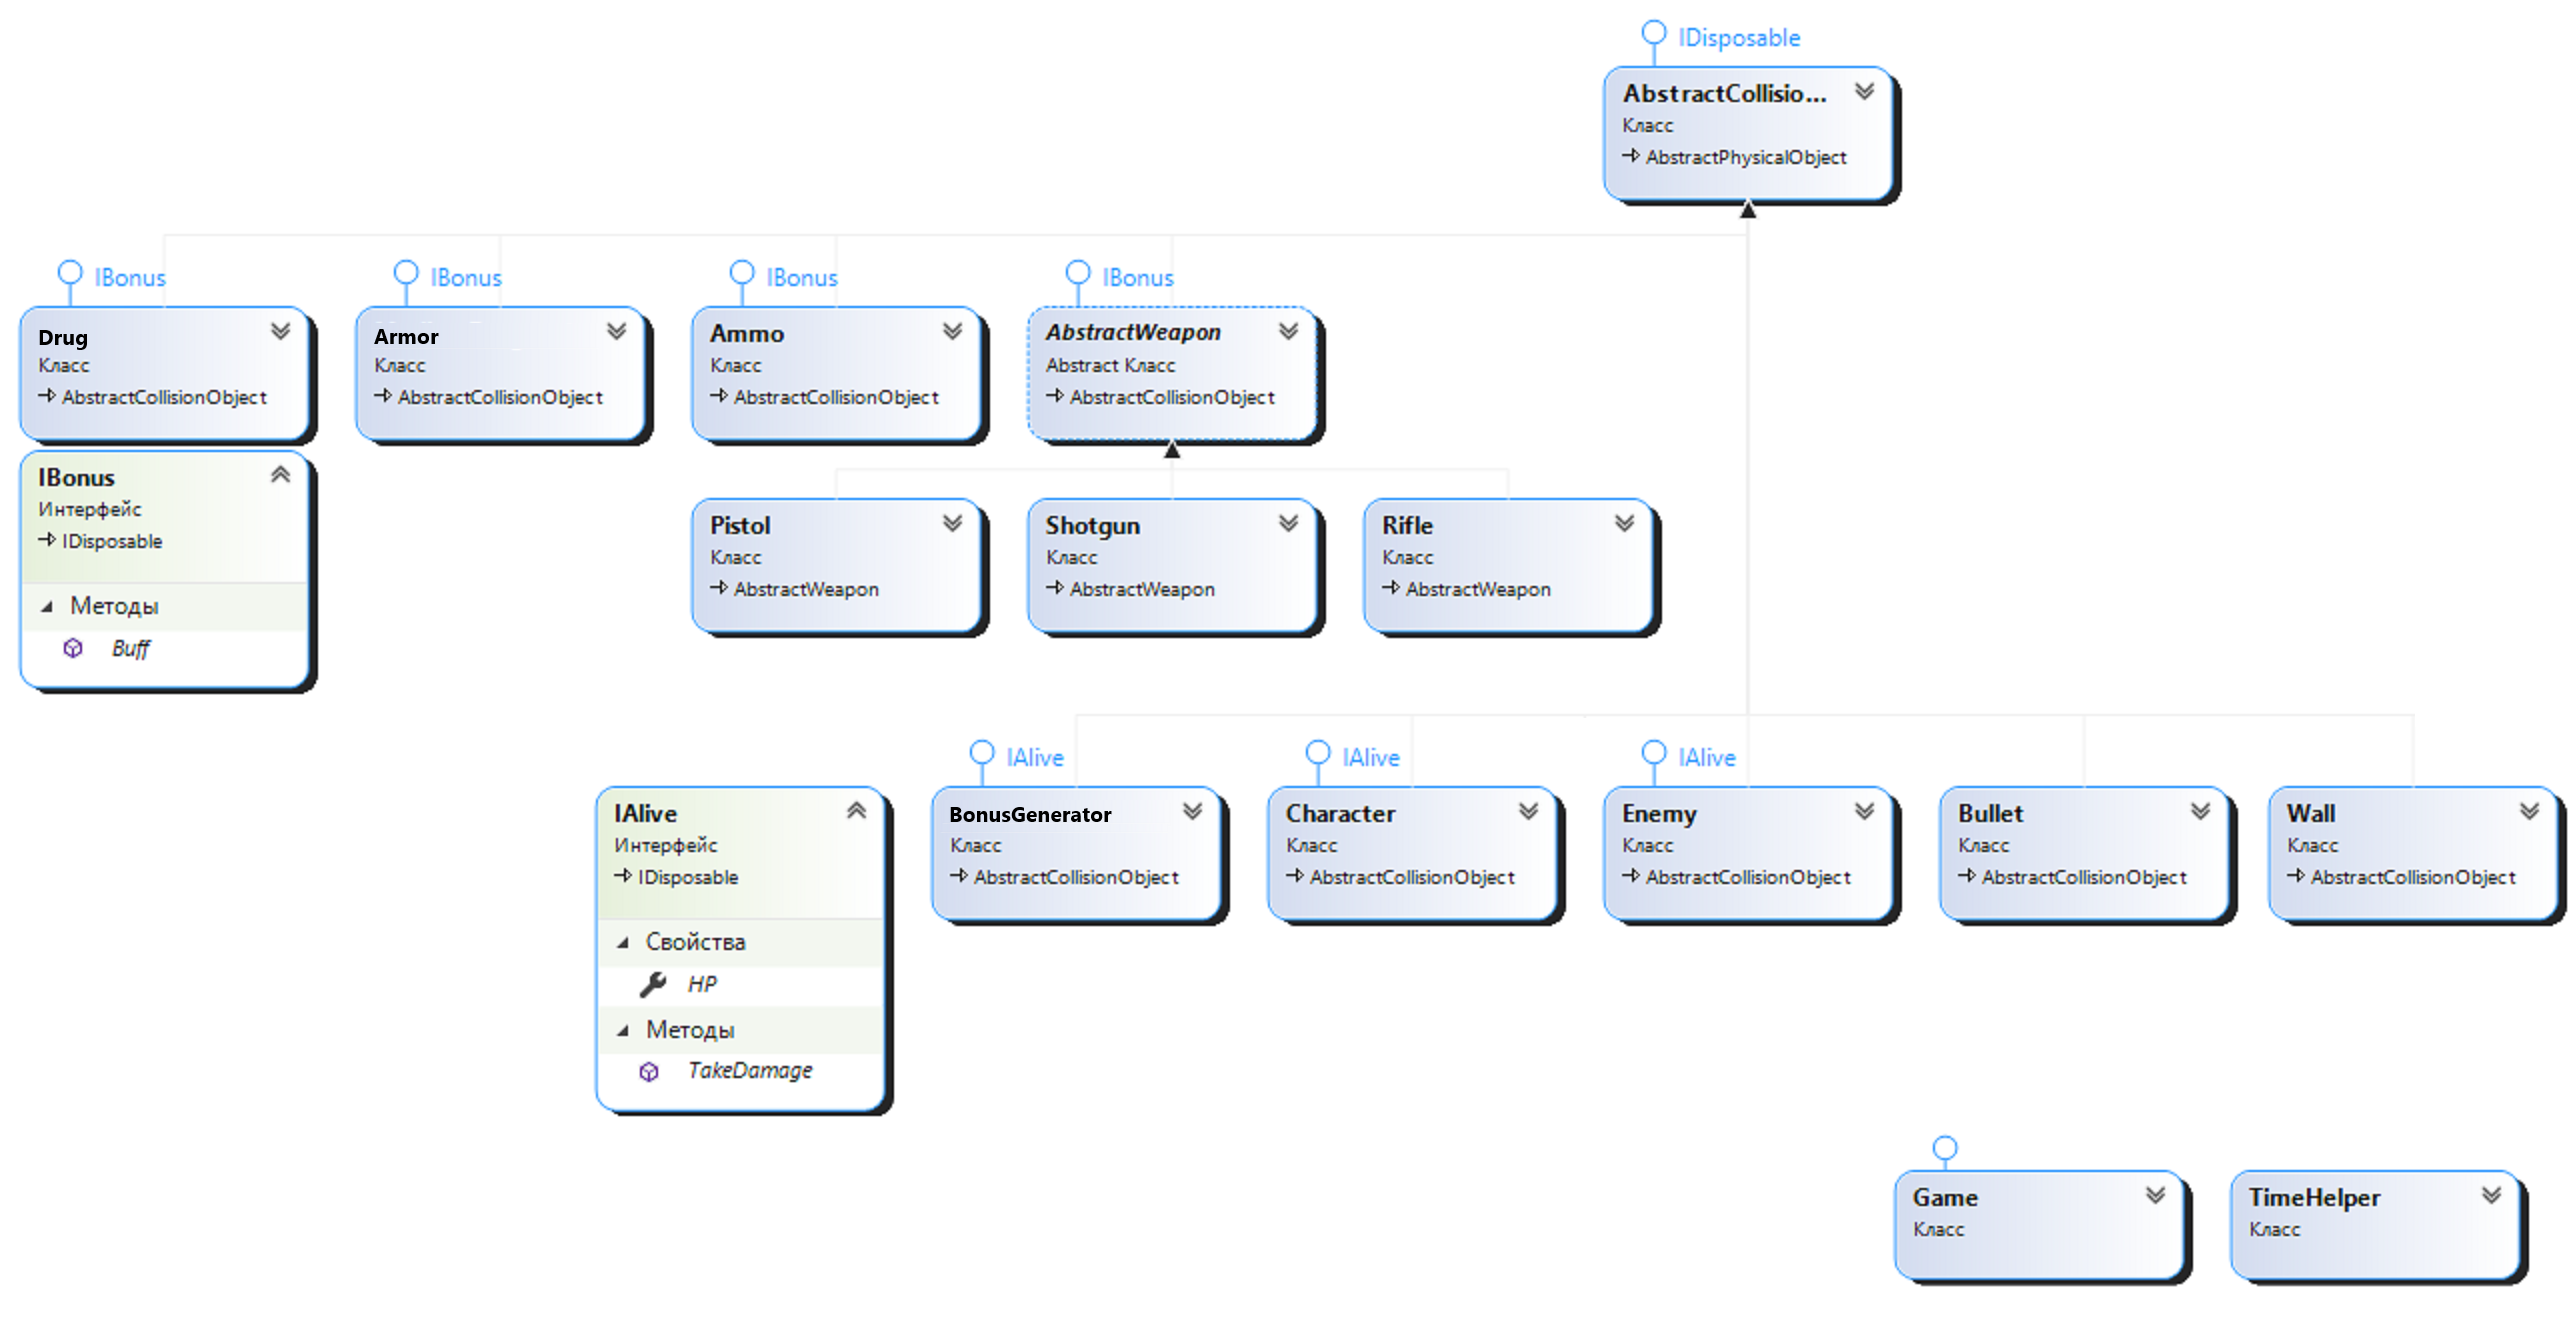 IDisposable
AbstractCollisio...
Класс
AbstractPhysicalObject
IBonus
Drug
Класс
AbstractCollisionObject
IBonus
Armor
Класс
AbstractCollisionObject
IBonus
Ammo
Класс
AbstractCollisionObject
IBonus
AbstractWeapon
Abstract Класс
AbstractCollisionObject
IBonus
Интерфейс
IDisposable
Методы
Buff
Pistol
Класс
AbstractWeapon
Shotgun
Класс
AbstractWeapon
Rifle
Класс
AbstractWeapon
IAlive
Интерфейс
IDisposable
Свойства
HP
Методы
TakeDamage
IAlive
BonusGenerator
Класс
AbstractCollisionObject
IAlive
Character
Класс
AbstractCollisionObject
IAlive
Enemy
Класс
AbstractCollisionObject
Bullet
Класс
AbstractCollisionObject
Wall
Класс
AbstractCollisionObject
Game
Класс
TimeHelper
Класс